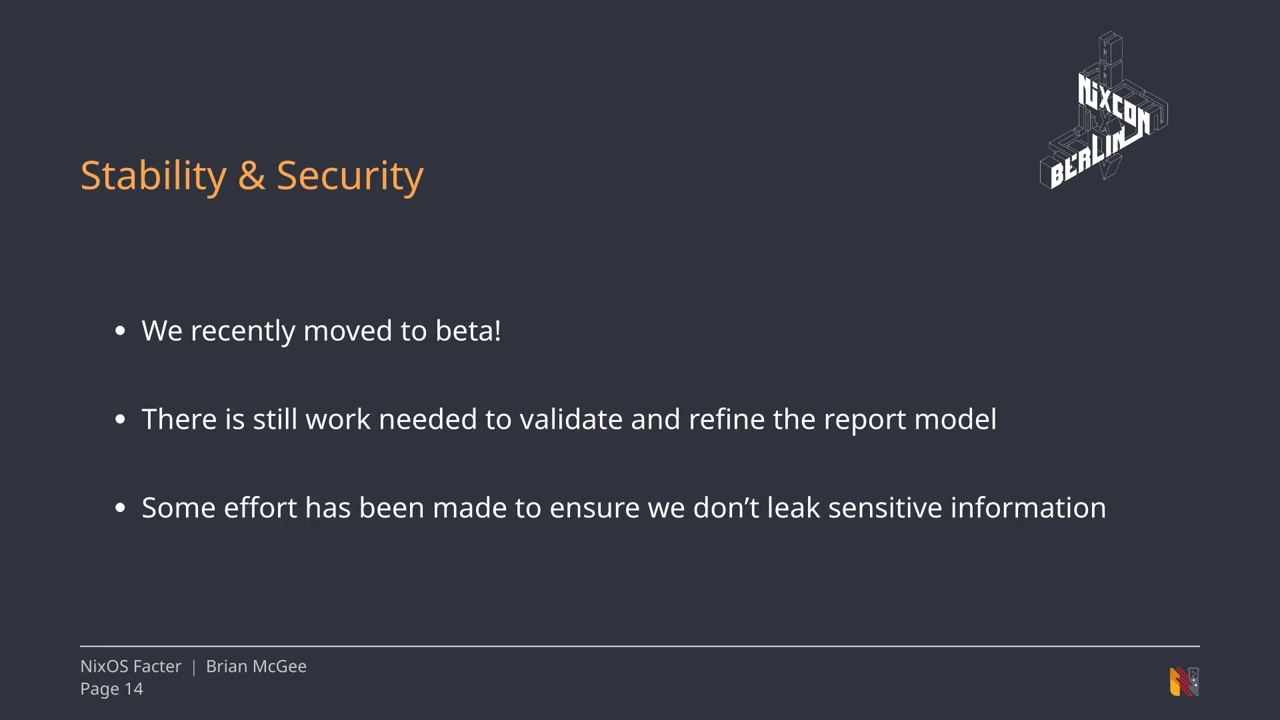 NixCon
Berlin
Stability & Security
• We recently moved to beta!
• There is still work needed to validate and refine the report model
• Some effort has been made to ensure we don’t leak sensitive information
NixOS Facter | Brian McGee
Page 14